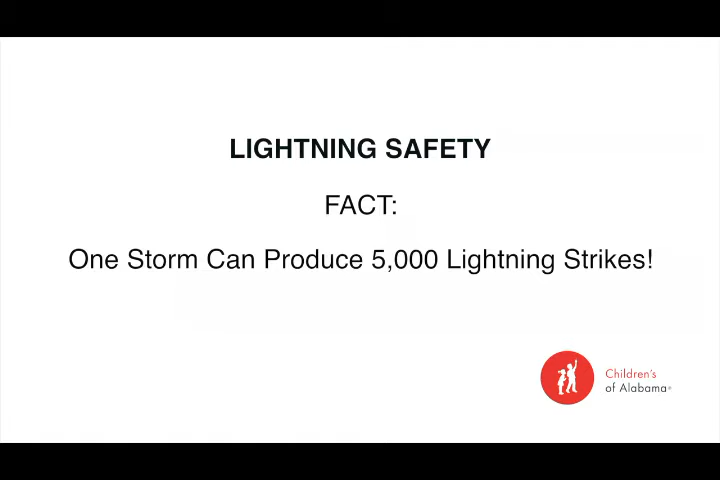 LIGHTNING SAFETY
FACT:
One Storm Can Produce 5,000 Lightning Strikes!
Children's
of Alabama®